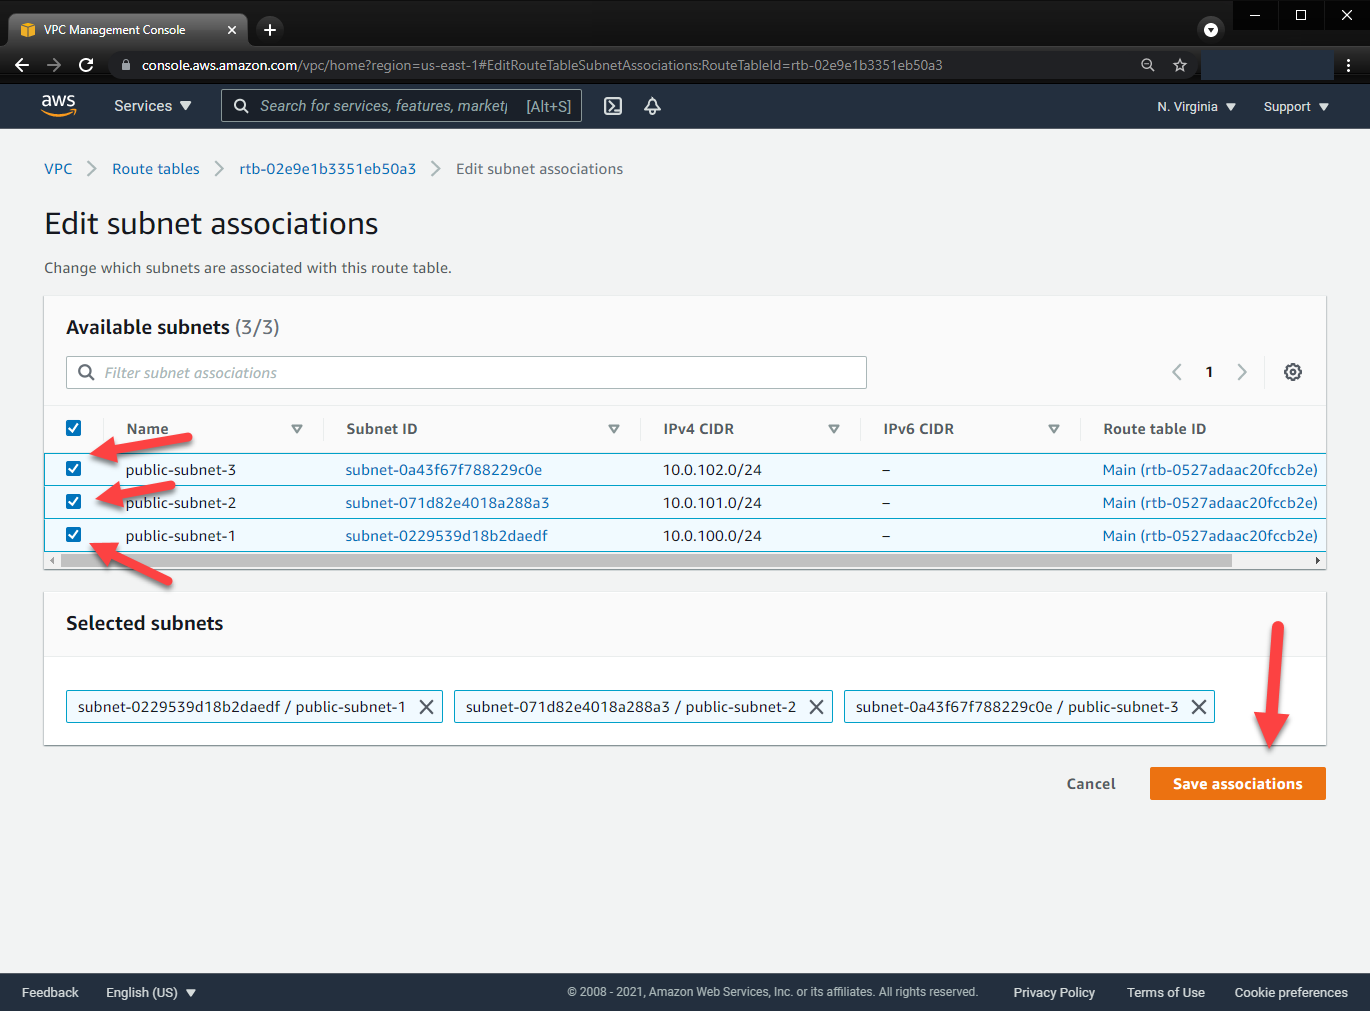 VPC Management Console
console.aws.amazon.com/vpc/home?region=us-east-1#EditRouteTableSubnetAssociations:RouteTableId=rtb-02e9e1b3351eb50a3
aws Services Search for services, features, market [Alt+S] N. Virginia Support
VPC Route tables rtb-02e9e1b3351eb50a3 Edit subnet associations
Edit subnet associations
Change which subnets are associated with this route table.
Available subnets (3/3)
Filter subnet associations 1
Name Subnet ID IPv4 CIDR IPv6 CIDR Route table ID
public-subnet-3 subnet-0a43f67f788229c0e 10.0.102.0/24 – Main (rtb-0527adaac20fccb2e)
public-subnet-2 subnet-071d82e4018a288a3 10.0.101.0/24 – Main (rtb-0527adaac20fccb2e)
public-subnet-1 subnet-0229539d18b2daedf 10.0.100.0/24 – Main (rtb-0527adaac20fccb2e)
Selected subnets
subnet-0229539d18b2daedf / public-subnet-1 subnet-071d82e4018a288a3 / public-subnet-2 subnet-0a43f67f788229c0e / public-subnet-3
Cancel Save associations
Feedback English (US) © 2008 - 2021, Amazon Web Services, Inc. or its affiliates. All rights reserved. Privacy Policy Terms of Use Cookie preferences